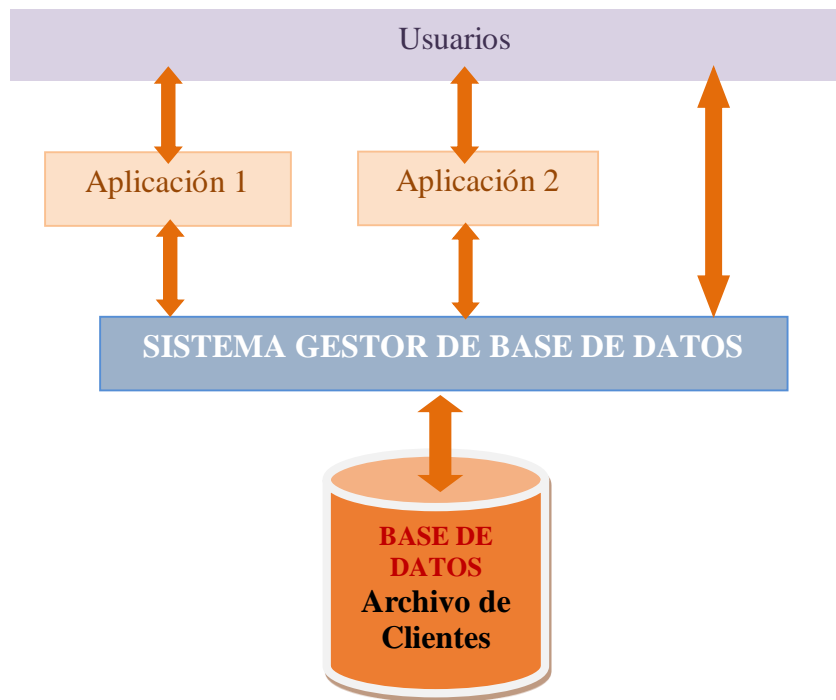 Usuarios
Aplicación 1
Aplicación 2
SISTEMA GESTOR DE BASE DE DATOS
BASE DE
DATOS
Archivo de
Clientes